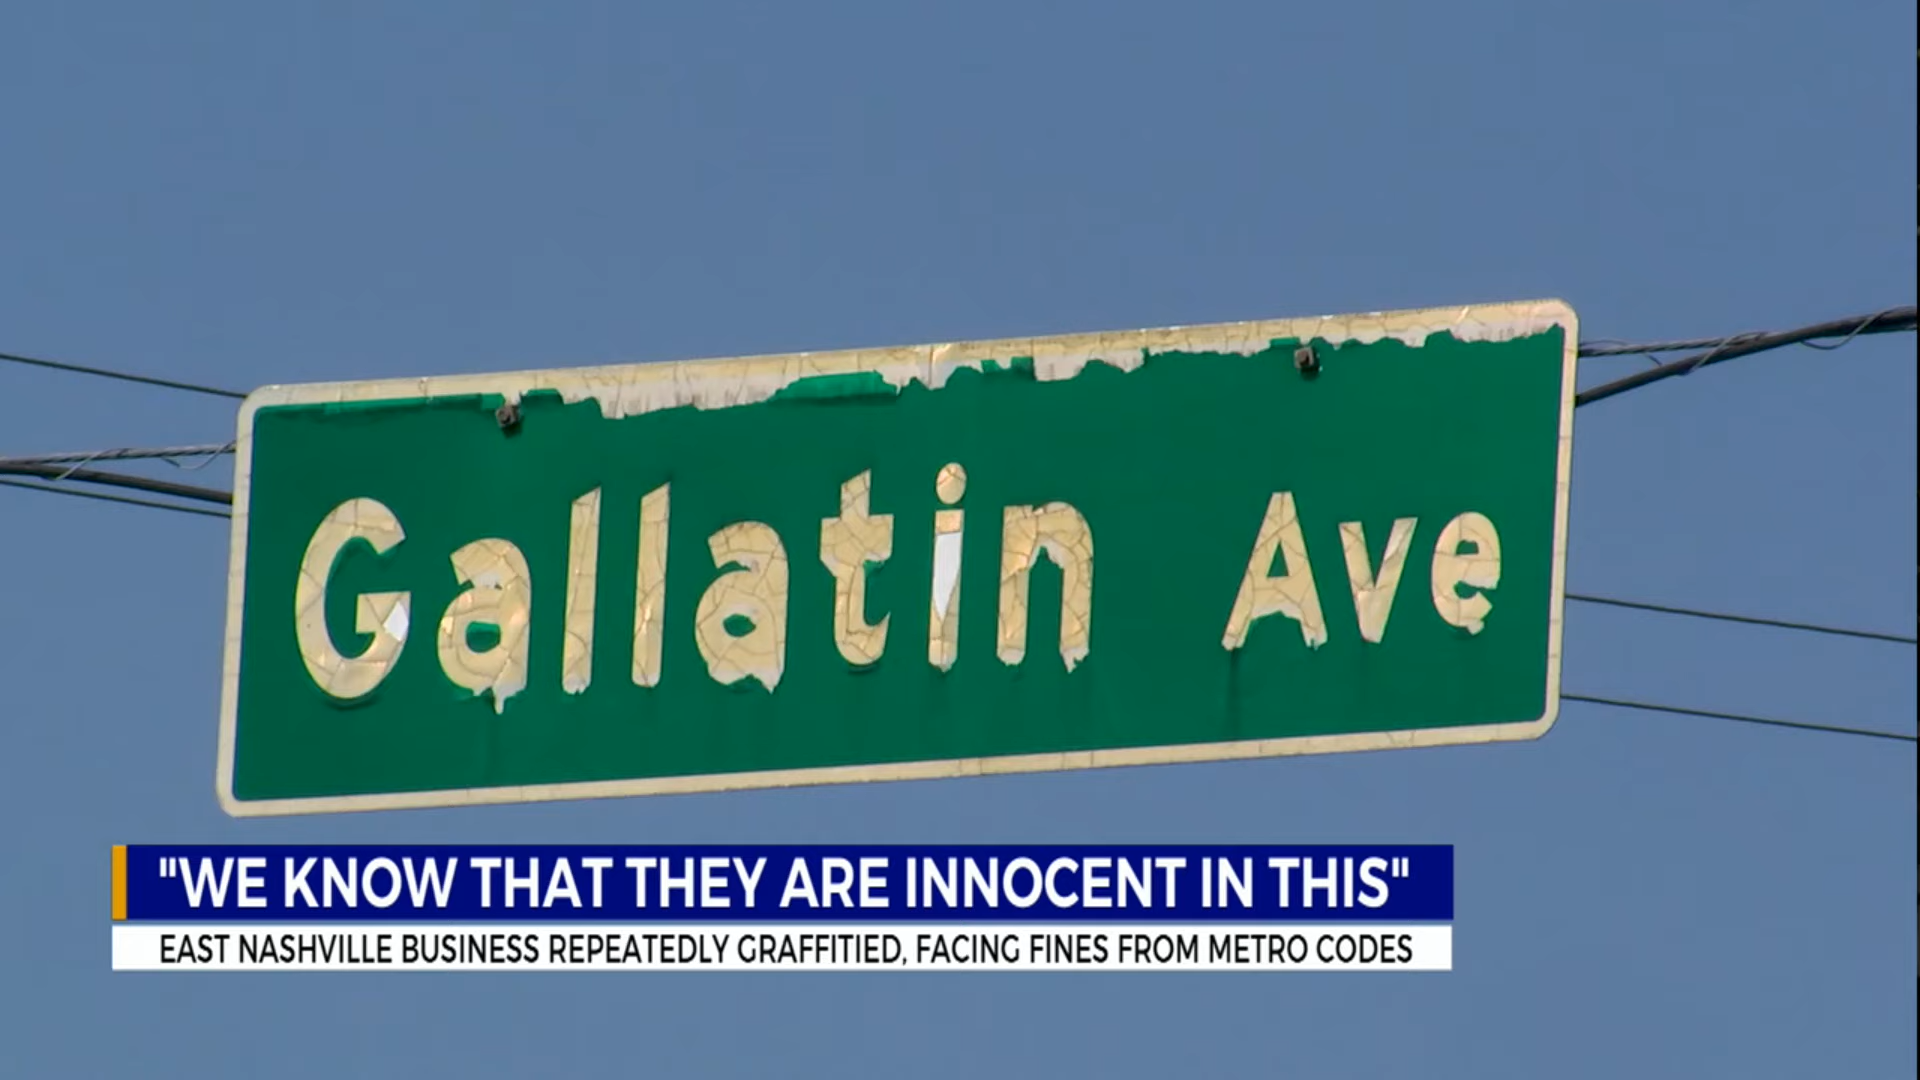 Gallatin Ave
"WE KNOW THAT THEY ARE INNOCENT IN THIS"
EAST NASHVILLE BUSINESS REPEATEDLY GRAFFITIED, FACING FINES FROM METRO CODES